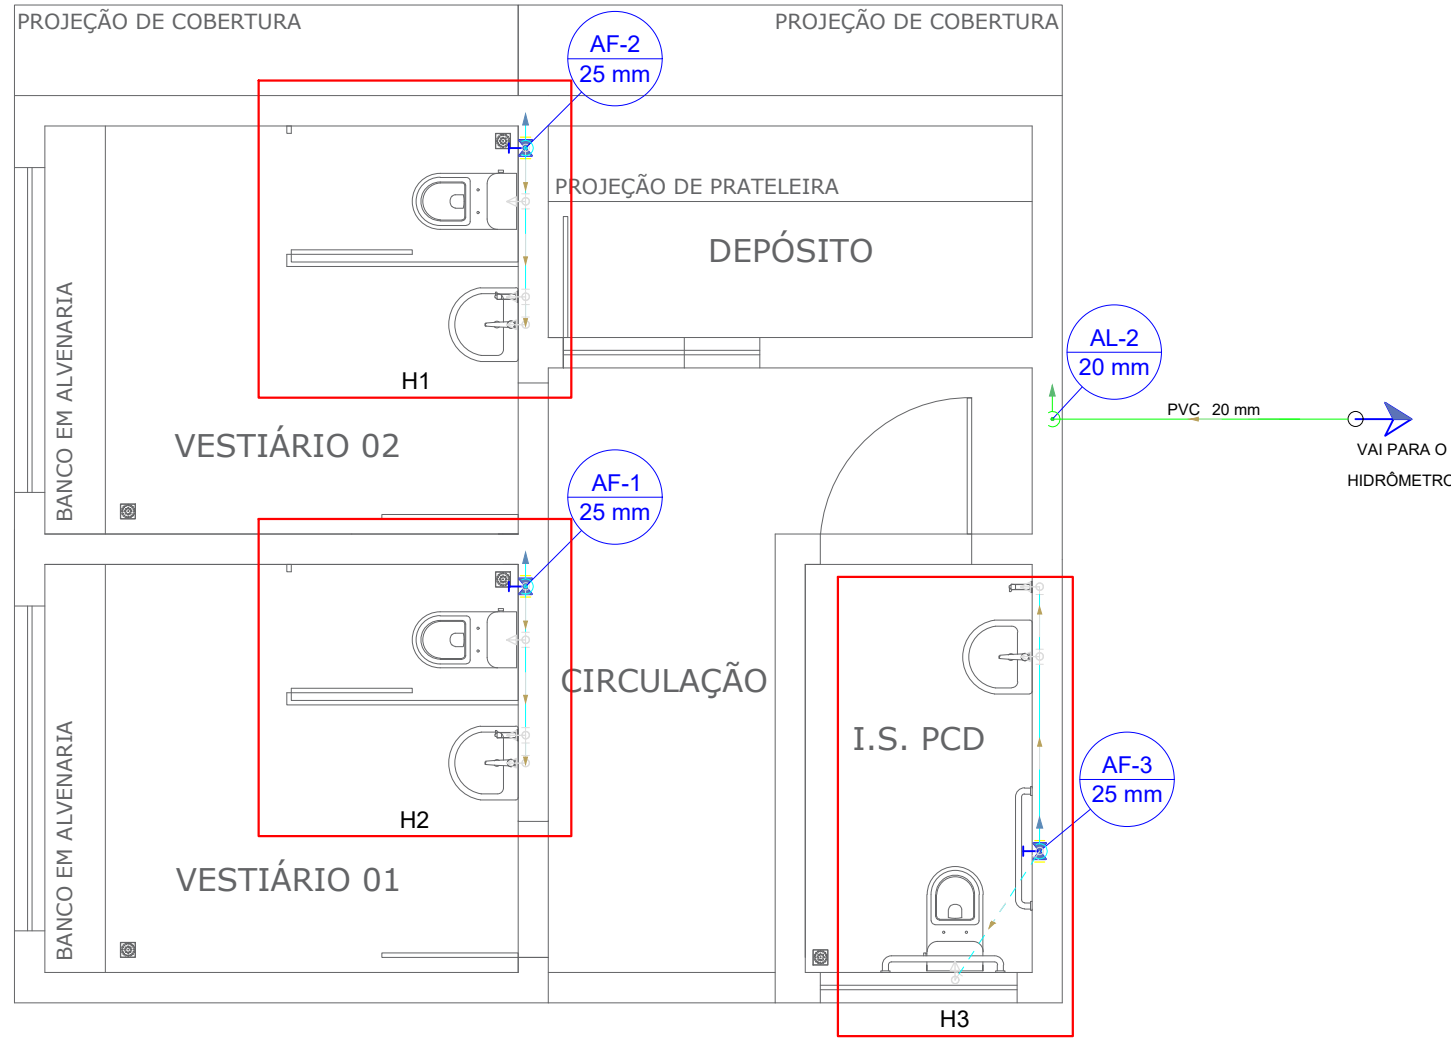 PROJEÇÃO DE COBERTURA
PROJEÇÃO DE COBERTURA
AF-2
25 mm
PROJEÇÃO DE PRATELEIRA
DEPÓSITO
BANCO EM ALVENARIA
H1
VESTIÁRIO 02
AL-2
20 mm
PVC 20 mm
VAI PARA O
HIDRÔMETRO
AF-1
25 mm
CIRCULAÇÃO
I.S. PCD
BANCO EM ALVENARIA
H2
VESTIÁRIO 01
AF-3
25 mm
H3